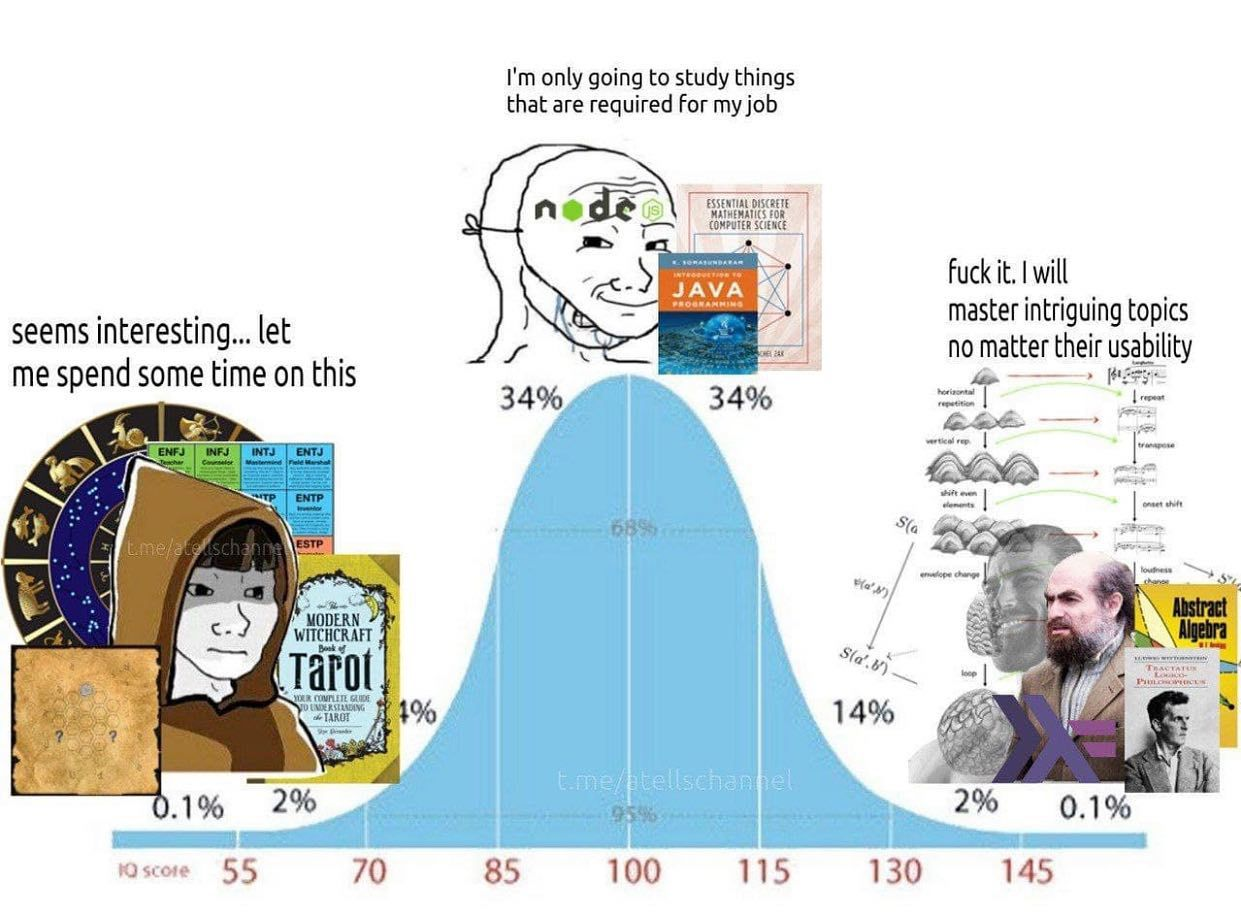 I'm only going to study things
that are required for my job
node
JS
ESSENTIAL DISCRETE
MATHEMATICS FOR
COMPUTER SCIENCE
K. SOMASUNDARAM
INTRODUCTION TO
JAVA
PROGRAMMING
fuck it. I will
master intriguing topics
no matter their usability
seems interesting... let
me spend some time on this
34%
34%
horizontal
repetition
repeat
vertical rep.
transpose
shift even
elements
onset shift
envelope change
loudness
change
loop
ENFJ
Teacher
INFJ
Counselor
INTJ
Mastermind
ENTJ
Field Marshal
ENTP
Inventor
ESTP
t.me/atellschannel
The
MODERN
WITCHCRAFT
Book of
Tarot
YOUR COMPLETE GUIDE
TO UNDERSTANDING
the TAROT
?
?
68%
S(a
S(a',b')
Abstract
Algebra
LUDWIG WITTGENSTEIN
TRACTATUS
LOGICO-
PHILOSOPHICUS
4%
14%
t.me/atellschannel
95%
0.1%
2%
2%
0.1%
IQ score
55
70
85
100
115
130
145